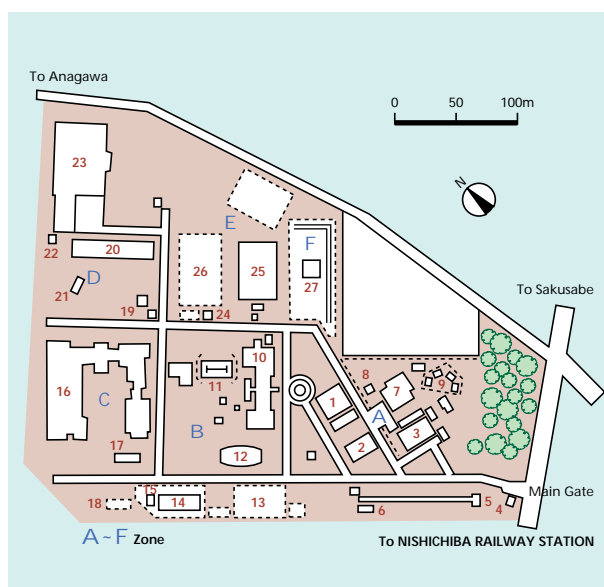 To Anagawa
0 50 100m
N
23
E
F
To Sakusabe
22
20
26
25
27
21
D
19
24
10
8
7
9
16
11
1
C
A
B
2
3
12
17
Main Gate
15
14
13
5
4
18
6
A~F Zone
To NISHICHIBA RAILWAY STATION